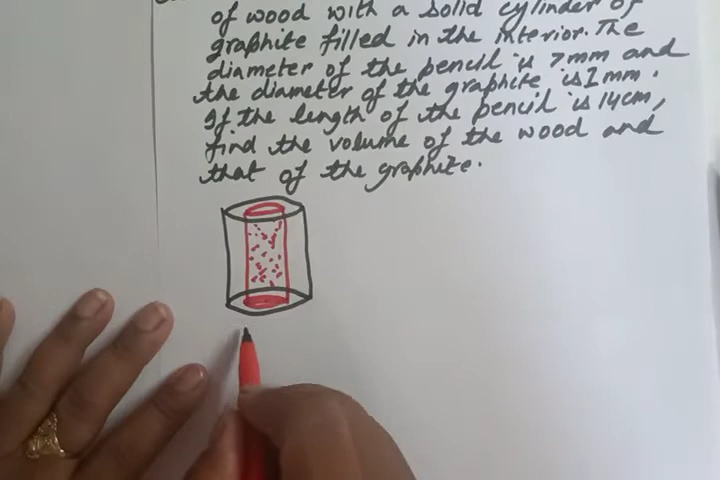 of wood with a solid cylinder of
graphite filled in the interior. The
diameter of the pencil is 7mm and
the diameter of the graphite is 1mm.
If the length of the pencil is 14cm,
find the volume of the wood and
that of the graphite.